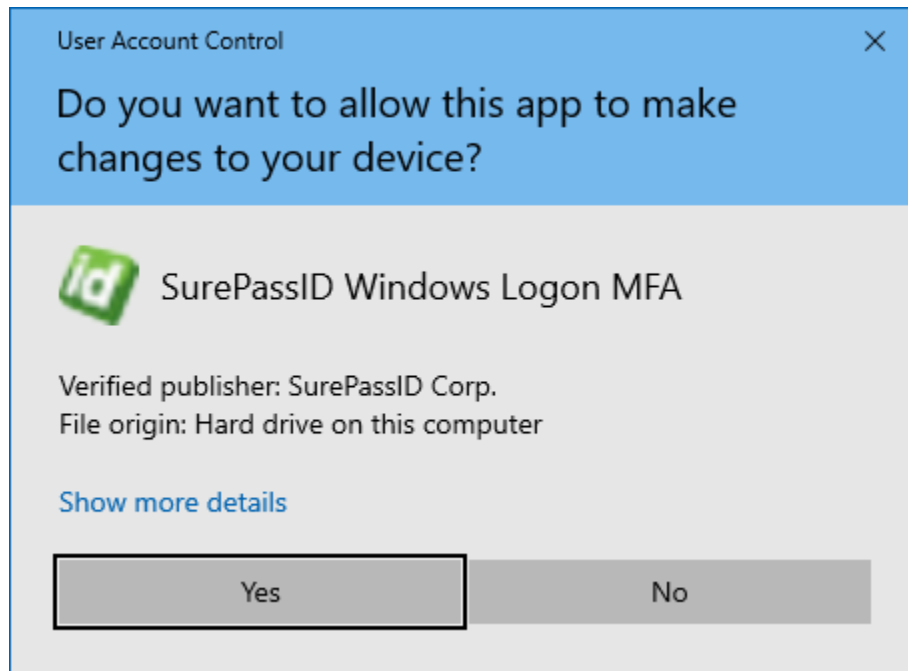 User Account Control
Do you want to allow this app to make
changes to your device?
id
SurePassID Windows Logon MFA
Verified publisher: SurePassID Corp.
File origin: Hard drive on this computer
Show more details
Yes
No